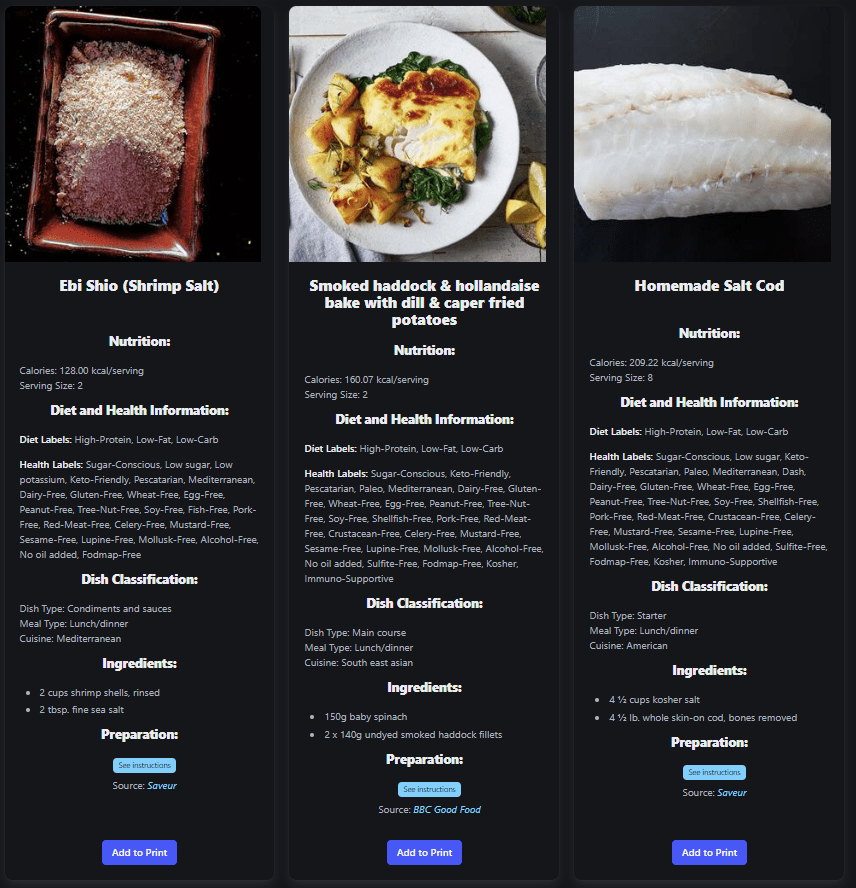 Ebi Shio (Shrimp Salt)
Nutrition:
Calories: 128.00 kcal/serving
Serving Size: 2
Diet and Health Information:
Diet Labels: High-Protein, Low-Fat, Low-Carb
Health Labels: Sugar-Conscious, Low sugar, Low
potassium, Keto-Friendly, Pescatarian, Mediterranean,
Dairy-Free, Gluten-Free, Wheat-Free, Egg-Free,
Peanut-Free, Tree-Nut-Free, Soy-Free, Fish-Free, Pork-
Free, Red-Meat-Free, Celery-Free, Mustard-Free,
Sesame-Free, Lupine-Free, Mollusk-Free, Alcohol-Free,
No oil added, Fodmap-Free
Dish Classification:
Dish Type: Condiments and sauces
Meal Type: Lunch/dinner
Cuisine: Mediterranean
Ingredients:
• 2 cups shrimp shells, rinsed
• 2 tbsp. fine sea salt
Preparation:
See instructions
Source: Saveur
Add to Print
Smoked haddock & hollandaise
bake with dill & caper fried
potatoes
Nutrition:
Calories: 160.07 kcal/serving
Serving Size: 2
Diet and Health Information:
Diet Labels: High-Protein, Low-Fat, Low-Carb
Health Labels: Sugar-Conscious, Keto-Friendly,
Pescatarian, Paleo, Mediterranean, Dairy-Free, Gluten-
Free, Wheat-Free, Egg-Free, Peanut-Free, Tree-Nut-
Free, Soy-Free, Shellfish-Free, Pork-Free, Red-Meat-
Free, Crustacean-Free, Celery-Free, Mustard-Free,
Sesame-Free, Lupine-Free, Mollusk-Free, Alcohol-Free,
No oil added, Sulfite-Free, Fodmap-Free, Kosher,
Immuno-Supportive
Dish Classification:
Dish Type: Main course
Meal Type: Lunch/dinner
Cuisine: South east asian
Ingredients:
• 150g baby spinach
• 2 x 140g undyed smoked haddock fillets
Preparation:
See instructions
Source: BBC Good Food
Add to Print
Homemade Salt Cod
Nutrition:
Calories: 209.22 kcal/serving
Serving Size: 8
Diet and Health Information:
Diet Labels: High-Protein, Low-Fat, Low-Carb
Health Labels: Sugar-Conscious, Low sugar, Keto-
Friendly, Pescatarian, Paleo, Mediterranean, Dash,
Dairy-Free, Gluten-Free, Wheat-Free, Egg-Free,
Peanut-Free, Tree-Nut-Free, Soy-Free, Shellfish-Free,
Pork-Free, Red-Meat-Free, Crustacean-Free, Celery-
Free, Mustard-Free, Sesame-Free, Lupine-Free,
Mollusk-Free, Alcohol-Free, No oil added, Sulfite-Free,
Fodmap-Free, Kosher, Immuno-Supportive
Dish Classification:
Dish Type: Starter
Meal Type: Lunch/dinner
Cuisine: American
Ingredients:
• 4 ½ cups kosher salt
• 4 ½ lb. whole skin-on cod, bones removed
Preparation:
See instructions
Source: Saveur
Add to Print